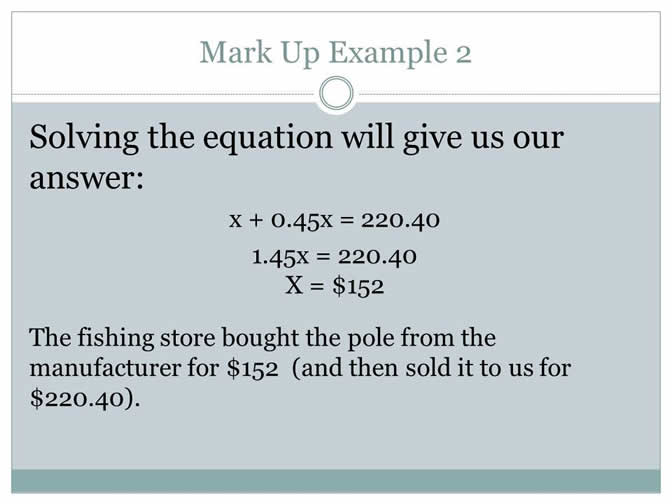 Mark Up Example 2
Solving the equation will give us our
answer:
x + 0.45x = 220.40
1.45x = 220.40
X = $152
The fishing store bought the pole from the
manufacturer for $152 (and then sold it to us for
$220.40).